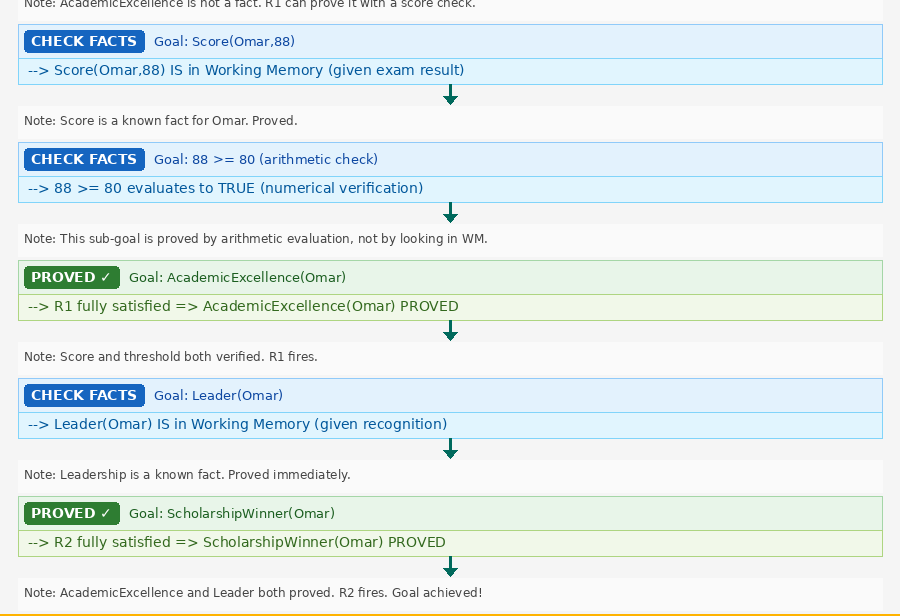 Note: AcademicExcellence is not a fact. R1 can prove it with a score check.
CHECK FACTS Goal: Score(Omar,88)
--> Score(Omar,88) IS in Working Memory (given exam result)
Note: Score is a known fact for Omar. Proved.
CHECK FACTS Goal: 88 >= 80 (arithmetic check)
--> 88 >= 80 evaluates to TRUE (numerical verification)
Note: This sub-goal is proved by arithmetic evaluation, not by looking in WM.
PROVED ✓ Goal: AcademicExcellence(Omar)
--> R1 fully satisfied => AcademicExcellence(Omar) PROVED
Note: Score and threshold both verified. R1 fires.
CHECK FACTS Goal: Leader(Omar)
--> Leader(Omar) IS in Working Memory (given recognition)
Note: Leadership is a known fact. Proved immediately.
PROVED ✓ Goal: ScholarshipWinner(Omar)
--> R2 fully satisfied => ScholarshipWinner(Omar) PROVED
Note: AcademicExcellence and Leader both proved. R2 fires. Goal achieved!